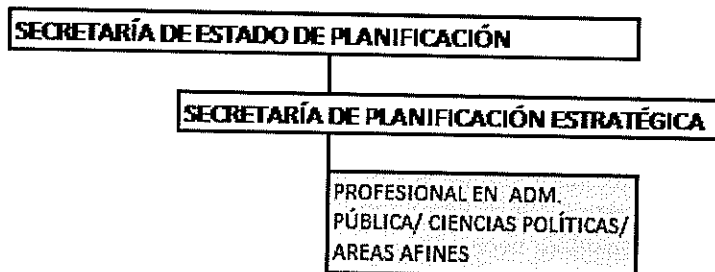 SECRETARÍA DE ESTADO DE PLANIFICACIÓN
SECRETARÍA DE PLANIFICACIÓN ESTRATÉGICA
PROFESIONAL EN ADM.
PÚBLICA/ CIENCIAS POLÍTICAS/
AREAS AFINES